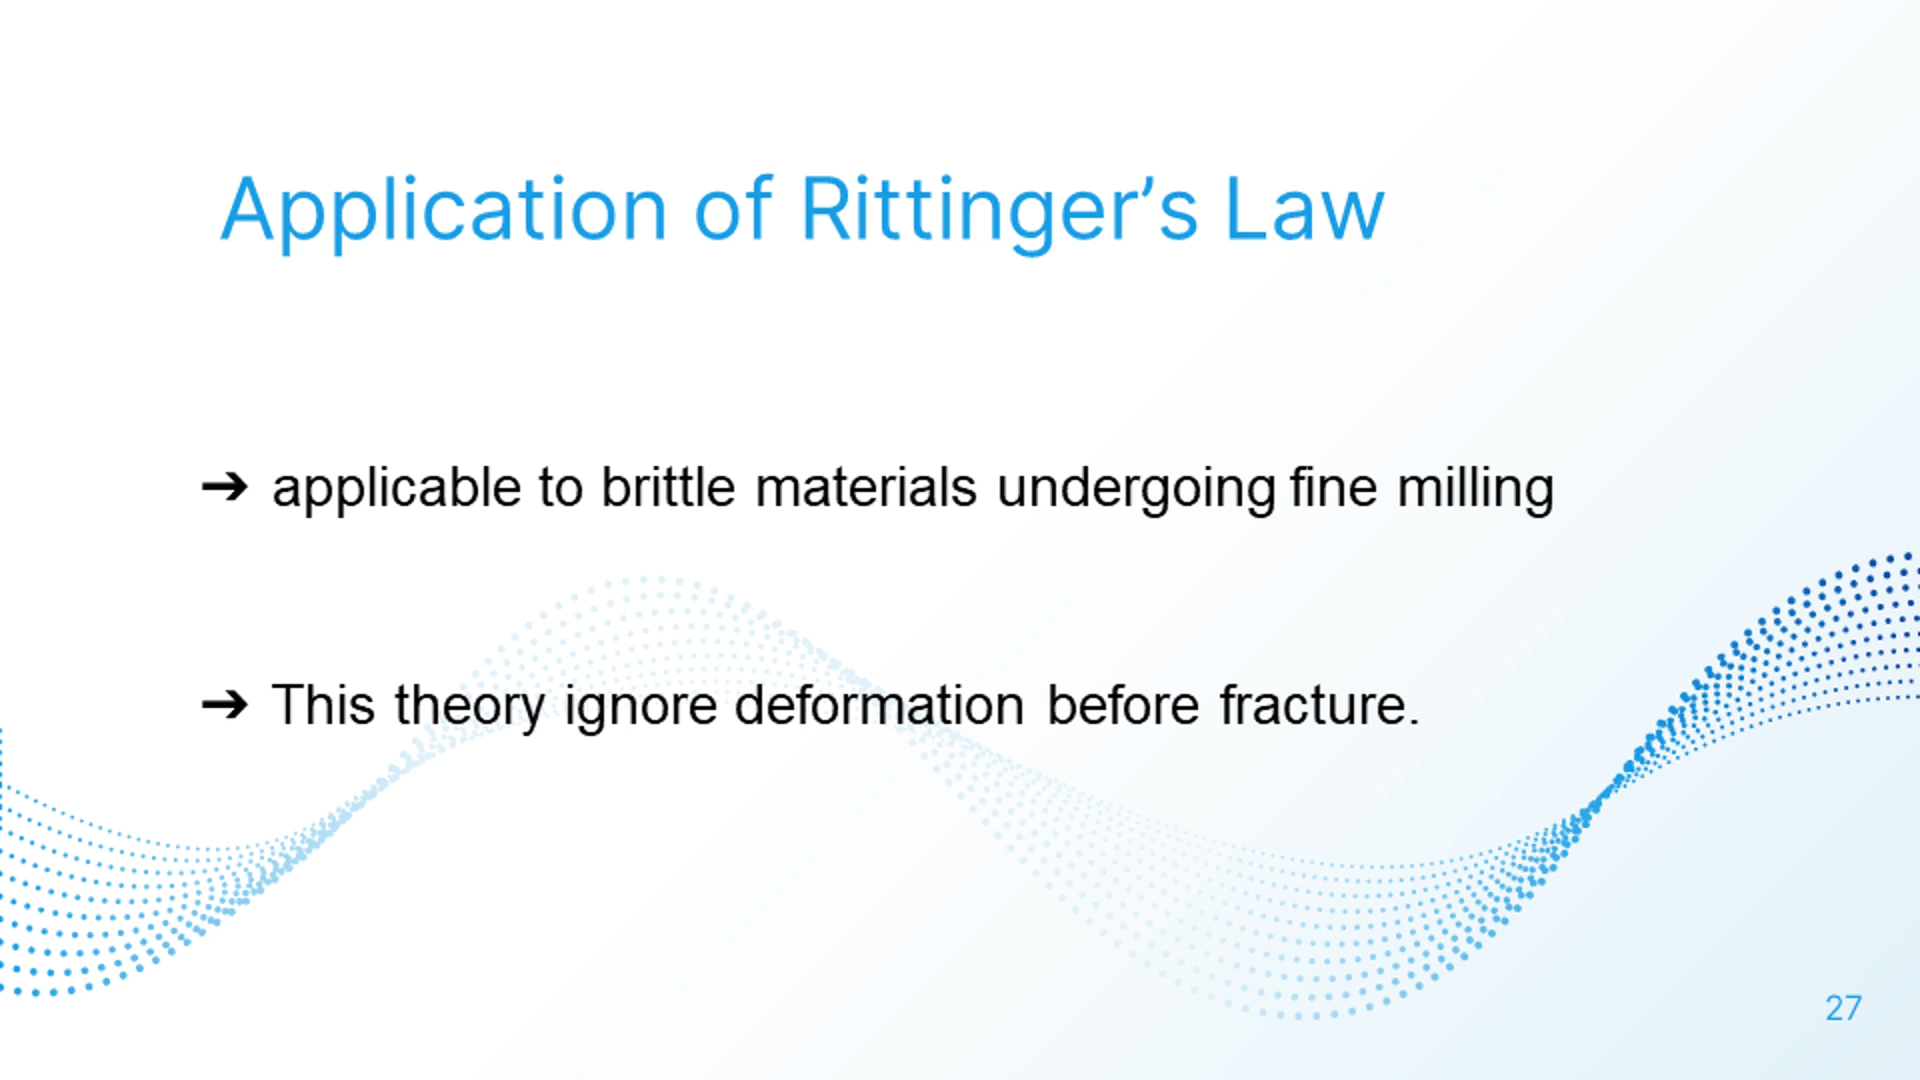 Application of Rittinger’s Law
➔ applicable to brittle materials undergoing fine milling
➔ This theory ignore deformation before fracture.
27